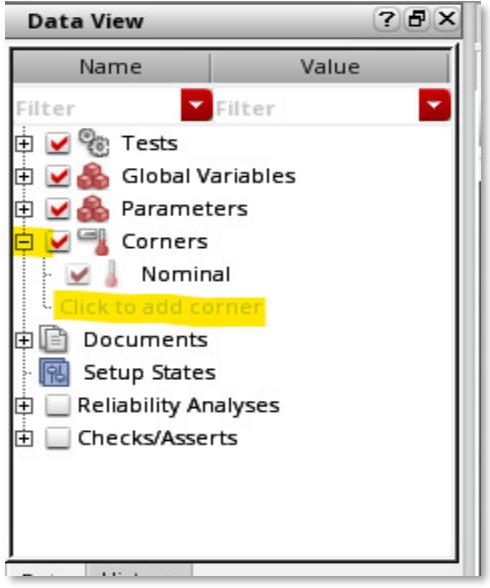 Data View
Name Value
Filter Filter
Tests
Global Variables
Parameters
Corners
Nominal
Click to add corner
Documents
Setup States
Reliability Analyses
Checks/Asserts